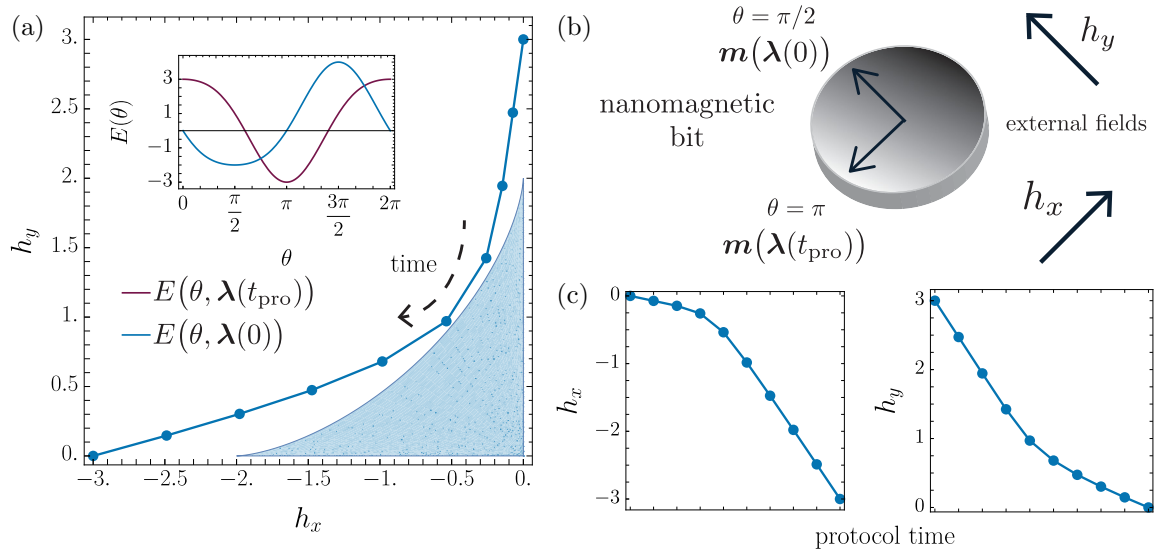 (a)
3.
2.5
2.
1.5
1.
0.5
0.
h_y
−3.
−2.5
−2.
−1.5
−1.
−0.5
0.
h_x
E(θ)
3
1
−1
−3
0
π/2
π
3π/2
2π
θ
time
E(θ, λ(t_pro))
E(θ, λ(0))
(b)
θ = π/2
m(λ(0))
nanomagnetic
bit
θ = π
m(λ(t_pro))
h_y
external fields
h_x
(c)
0
−1
−2
−3
h_x
3
2
1
0
h_y
protocol time